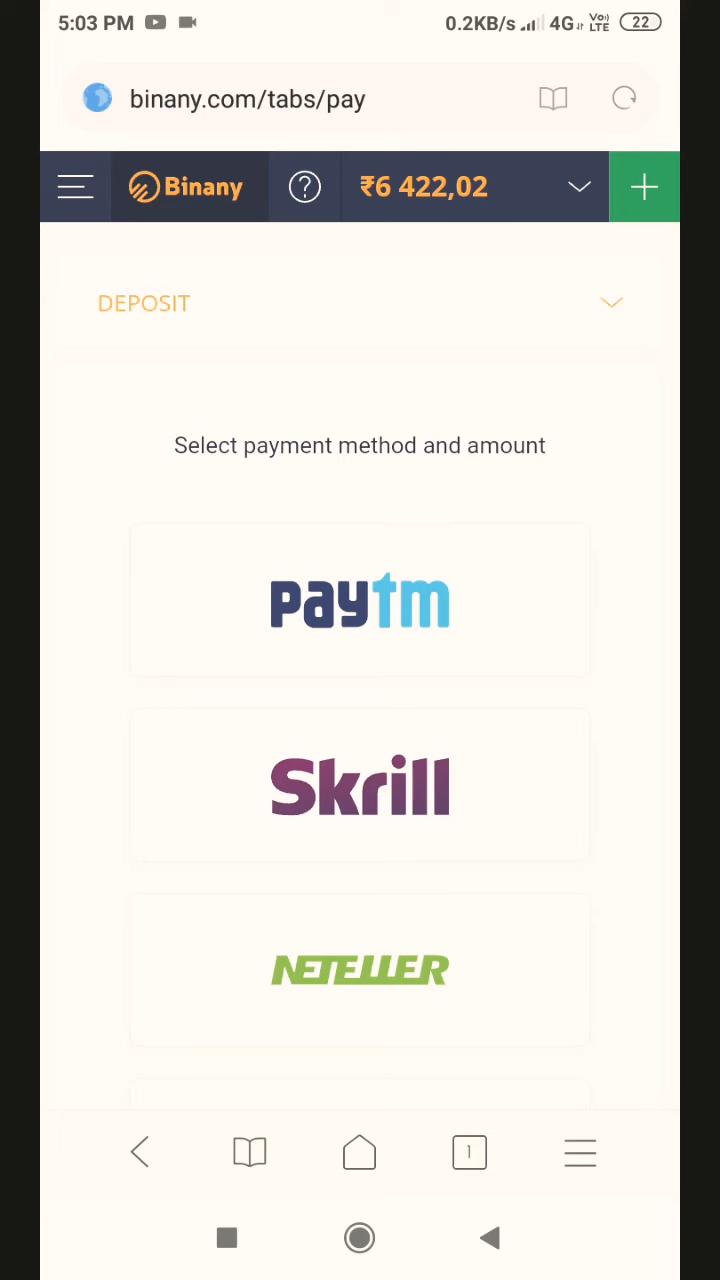 5:03 PM 0.2KB/s 4G Vo) LTE 22
binany.com/tabs/pay
Binany ? ₹6 422,02
DEPOSIT
Select payment method and amount
paytm
Skrill
NETELLER
1